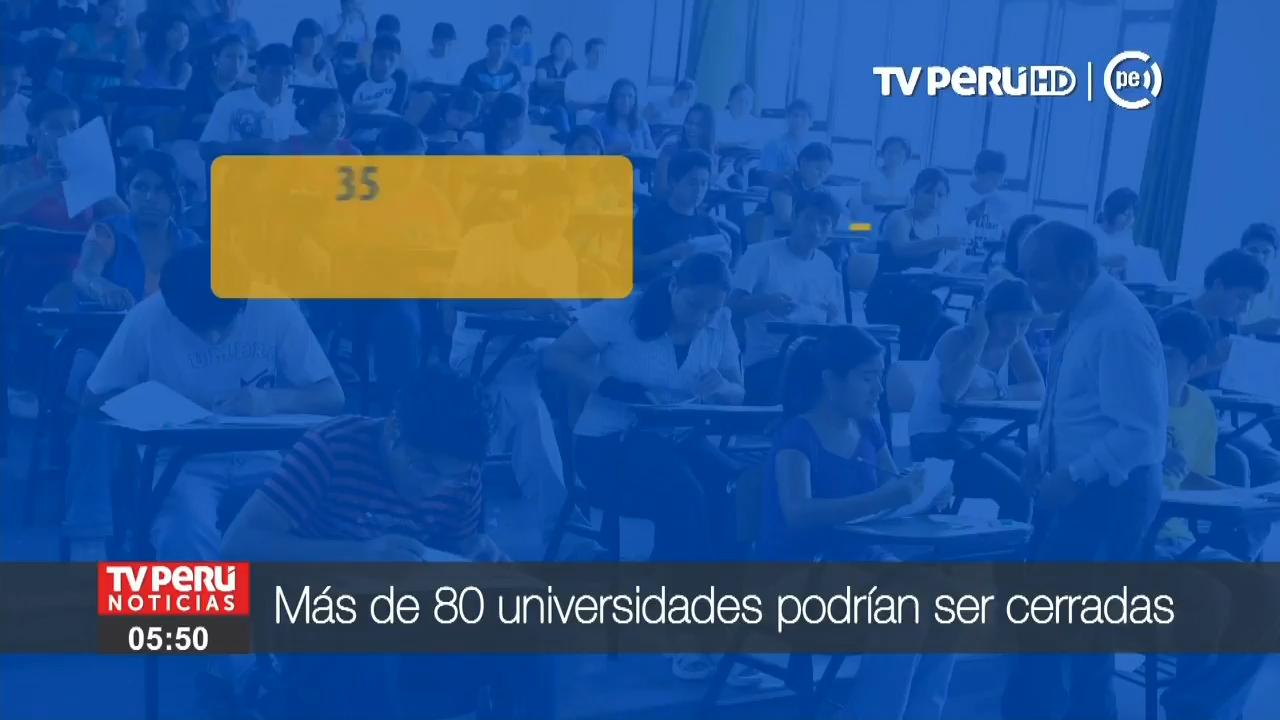 TV PERÚ HD | pe
35
TV PERÚ
NOTICIAS
05:50
Más de 80 universidades podrían ser cerradas